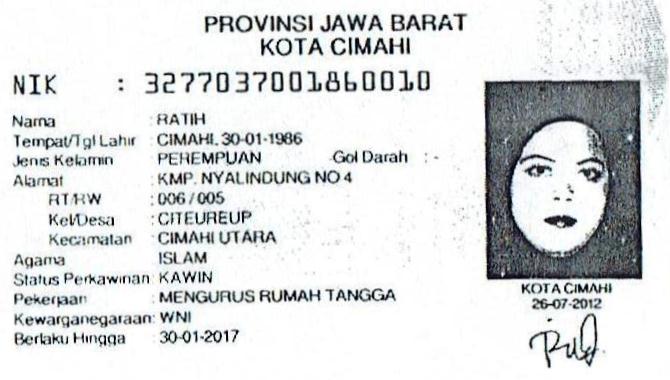 PROVINSI JAWA BARAT
KOTA CIMAHI
NIK : 3277037001860010
Nama : RATIH
Tempat/Tgl Lahir : CIMAHI, 30-01-1986
Jenis Kelamin : PEREMPUAN Gol Darah : -
Alamat : KMP. NYALINDUNG NO 4
RT/RW : 006 / 005
Kel/Desa : CITEUREUP
Kecamatan : CIMAHI UTARA
Agama : ISLAM
Status Perkawinan: KAWIN
Pekerjaan : MENGURUS RUMAH TANGGA
Kewarganegaraan: WNI
Berlaku Hingga : 30-01-2017
KOTA CIMAHI
26-07-2012